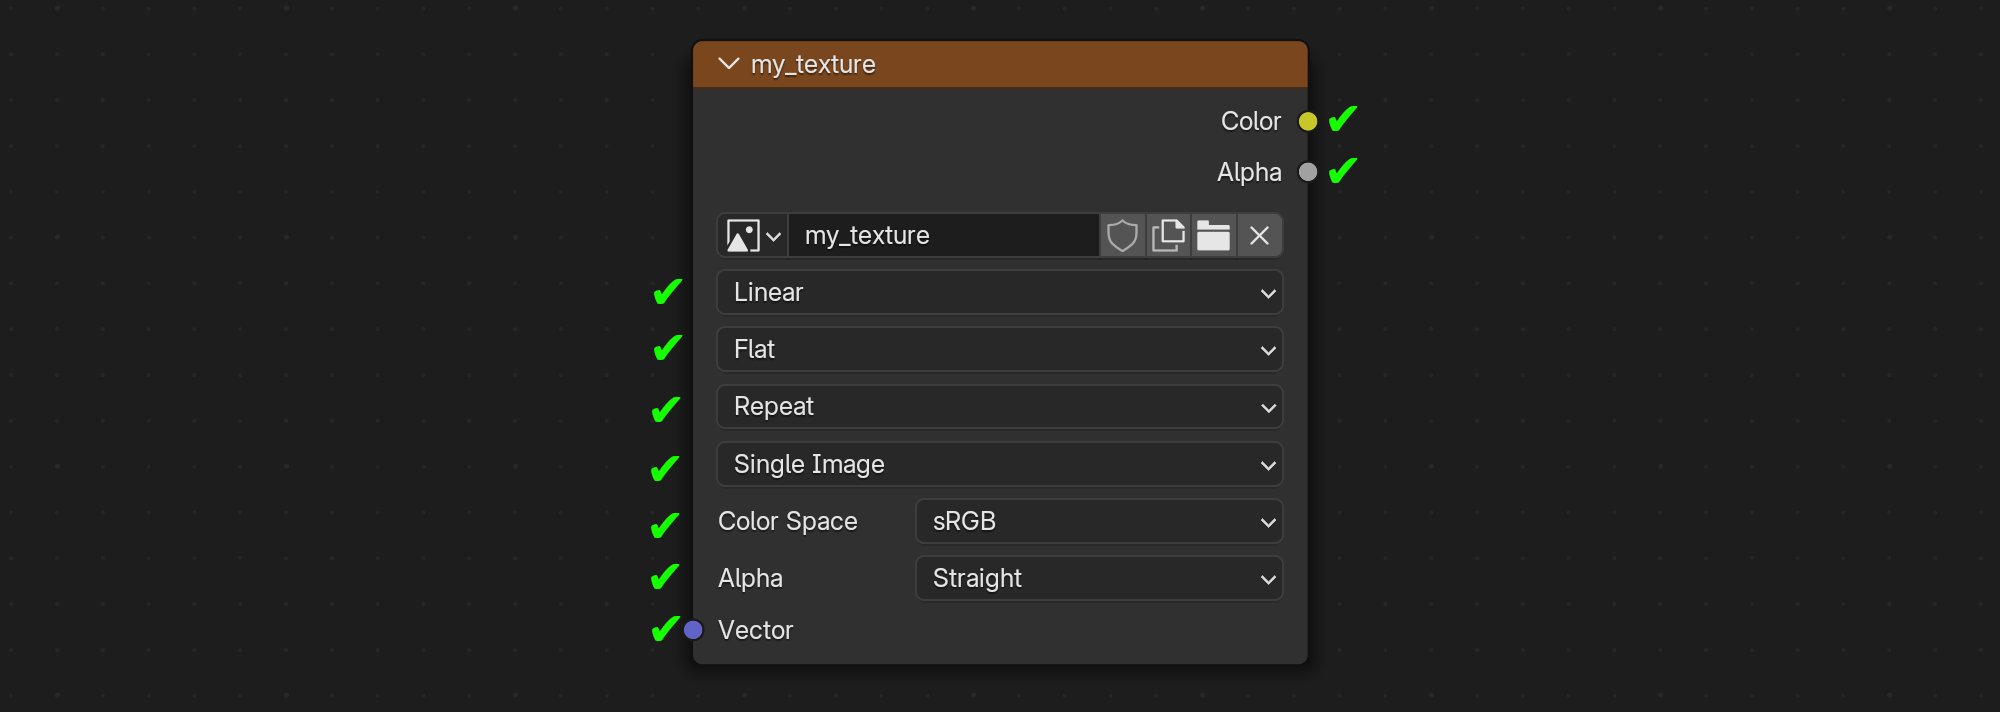 my_texture
Color
Alpha
my_texture
Linear
Flat
Repeat
Single Image
Color Space sRGB
Alpha Straight
Vector